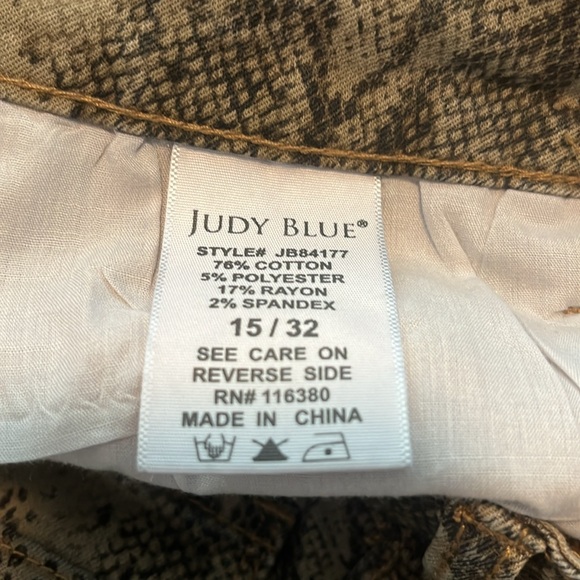 JUDY BLUE®
STYLE# JB84177
76% COTTON
5% POLYESTER
17% RAYON
2% SPANDEX
15 / 32
SEE CARE ON
REVERSE SIDE
RN# 116380
MADE IN CHINA